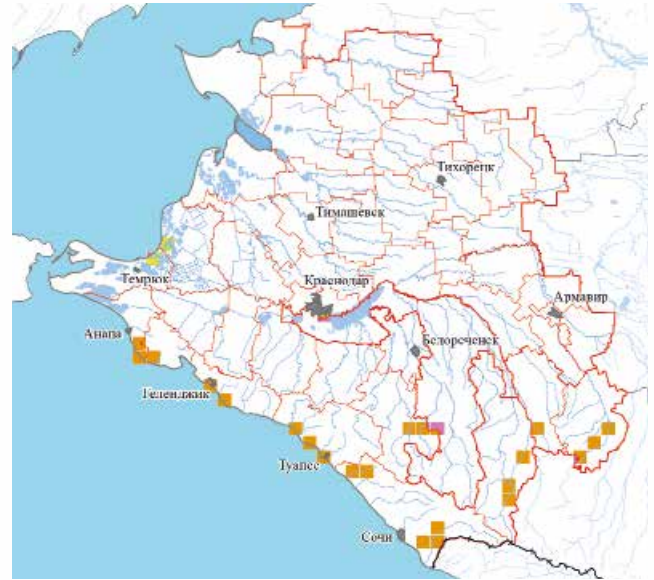 Тихорецк
Тимашевск
Темрюк
Краснодар
Армавир
Анапа
Белореченск
Геленджик
Туапсе
Сочи